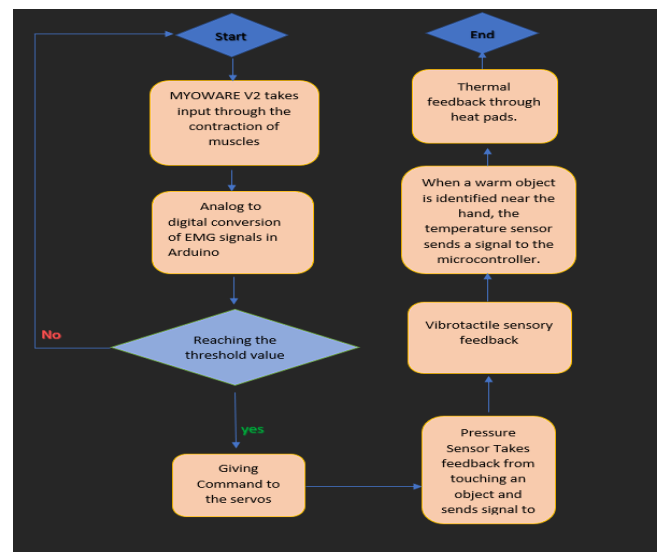 Start
MYOWARE V2 takes
input through the
contraction of
muscles
Analog to
digital conversion
of EMG signals in
Arduino
Reaching the
threshold value
No
yes
Giving
Command to
the servos
Pressure
Sensor Takes
feedback from
touching an
object and
sends signal to
Vibrotactile sensory
feedback
When a warm object
is identified near the
hand, the
temperature sensor
sends a signal to the
microcontroller.
Thermal
feedback through
heat pads.
End